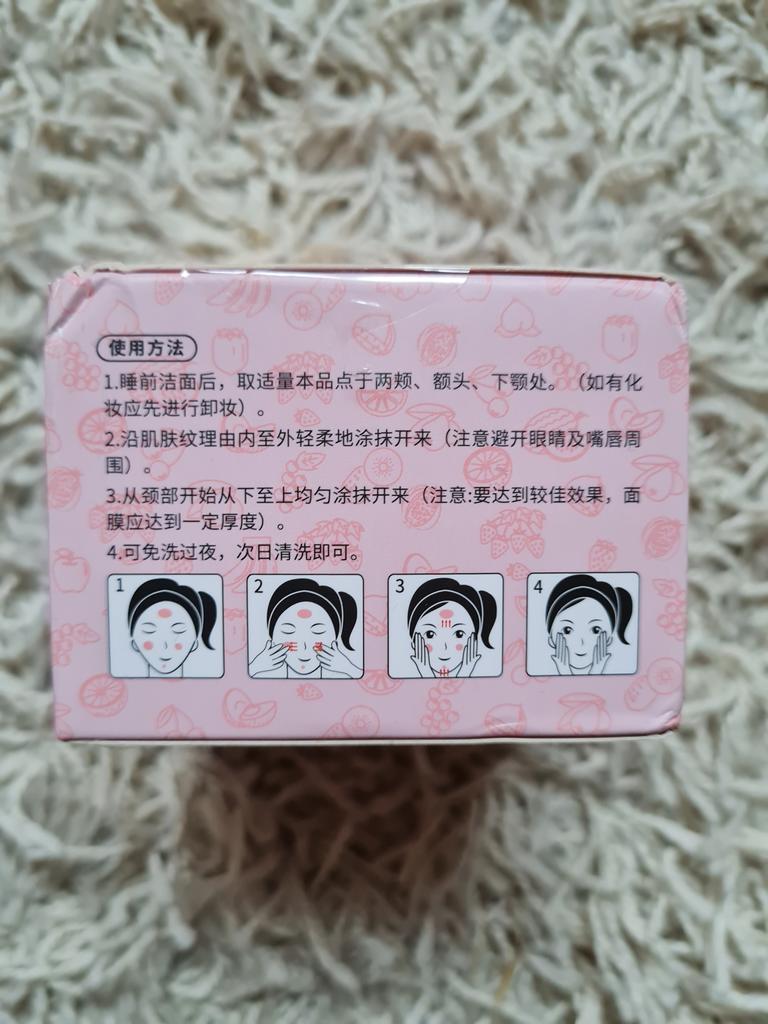 使用方法
1.睡前洁面后，取适量本品点于两颊、额头、下颚处。（如有化
妆应先进行卸妆）。
2.沿肌肤纹理由内至外轻柔地涂抹开来（注意避开眼睛及嘴唇周
围）。
3.从颈部开始从下至上均匀涂抹开来（注意:要达到较佳效果，面
膜应达到一定厚度）。
4.可免洗过夜，次日清洗即可。
1
2
3
4